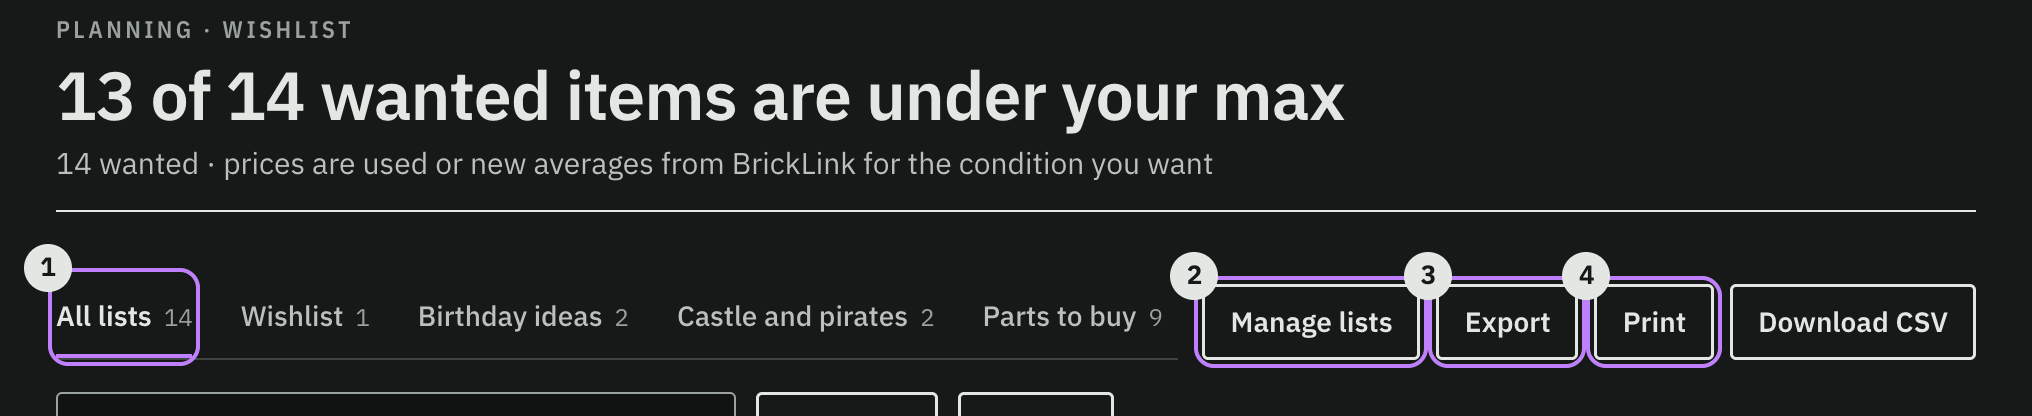 PLANNING · WISHLIST
13 of 14 wanted items are under your max
14 wanted · prices are used or new averages from BrickLink for the condition you want
1 2 3 4
All lists 14 Wishlist 1 Birthday ideas 2 Castle and pirates 2 Parts to buy 9 Manage lists Export Print Download CSV